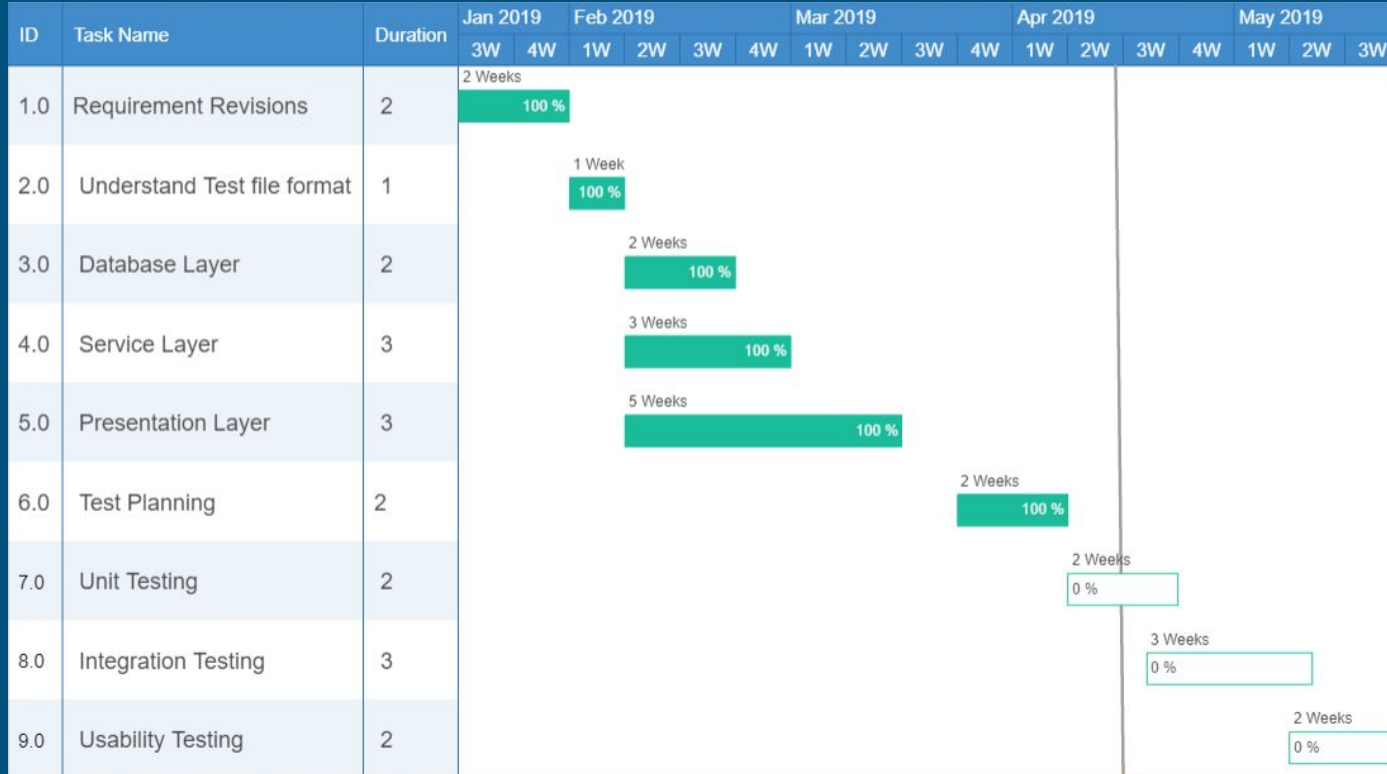 ID Task Name Duration Jan 2019 Feb 2019 Mar 2019 Apr 2019 May 2019
3W 4W 1W 2W 3W 4W 1W 2W 3W 4W 1W 2W 3W 4W 1W 2W 3W
2 Weeks
1.0 Requirement Revisions 2 100 %
1 Week
2.0 Understand Test file format 1 100 %
2 Weeks
3.0 Database Layer 2 100 %
3 Weeks
4.0 Service Layer 3 100 %
5 Weeks
5.0 Presentation Layer 3 100 %
2 Weeks
6.0 Test Planning 2 100 %
2 Weeks
7.0 Unit Testing 2 0 %
3 Weeks
8.0 Integration Testing 3 0 %
2 Weeks
9.0 Usability Testing 2 0 %